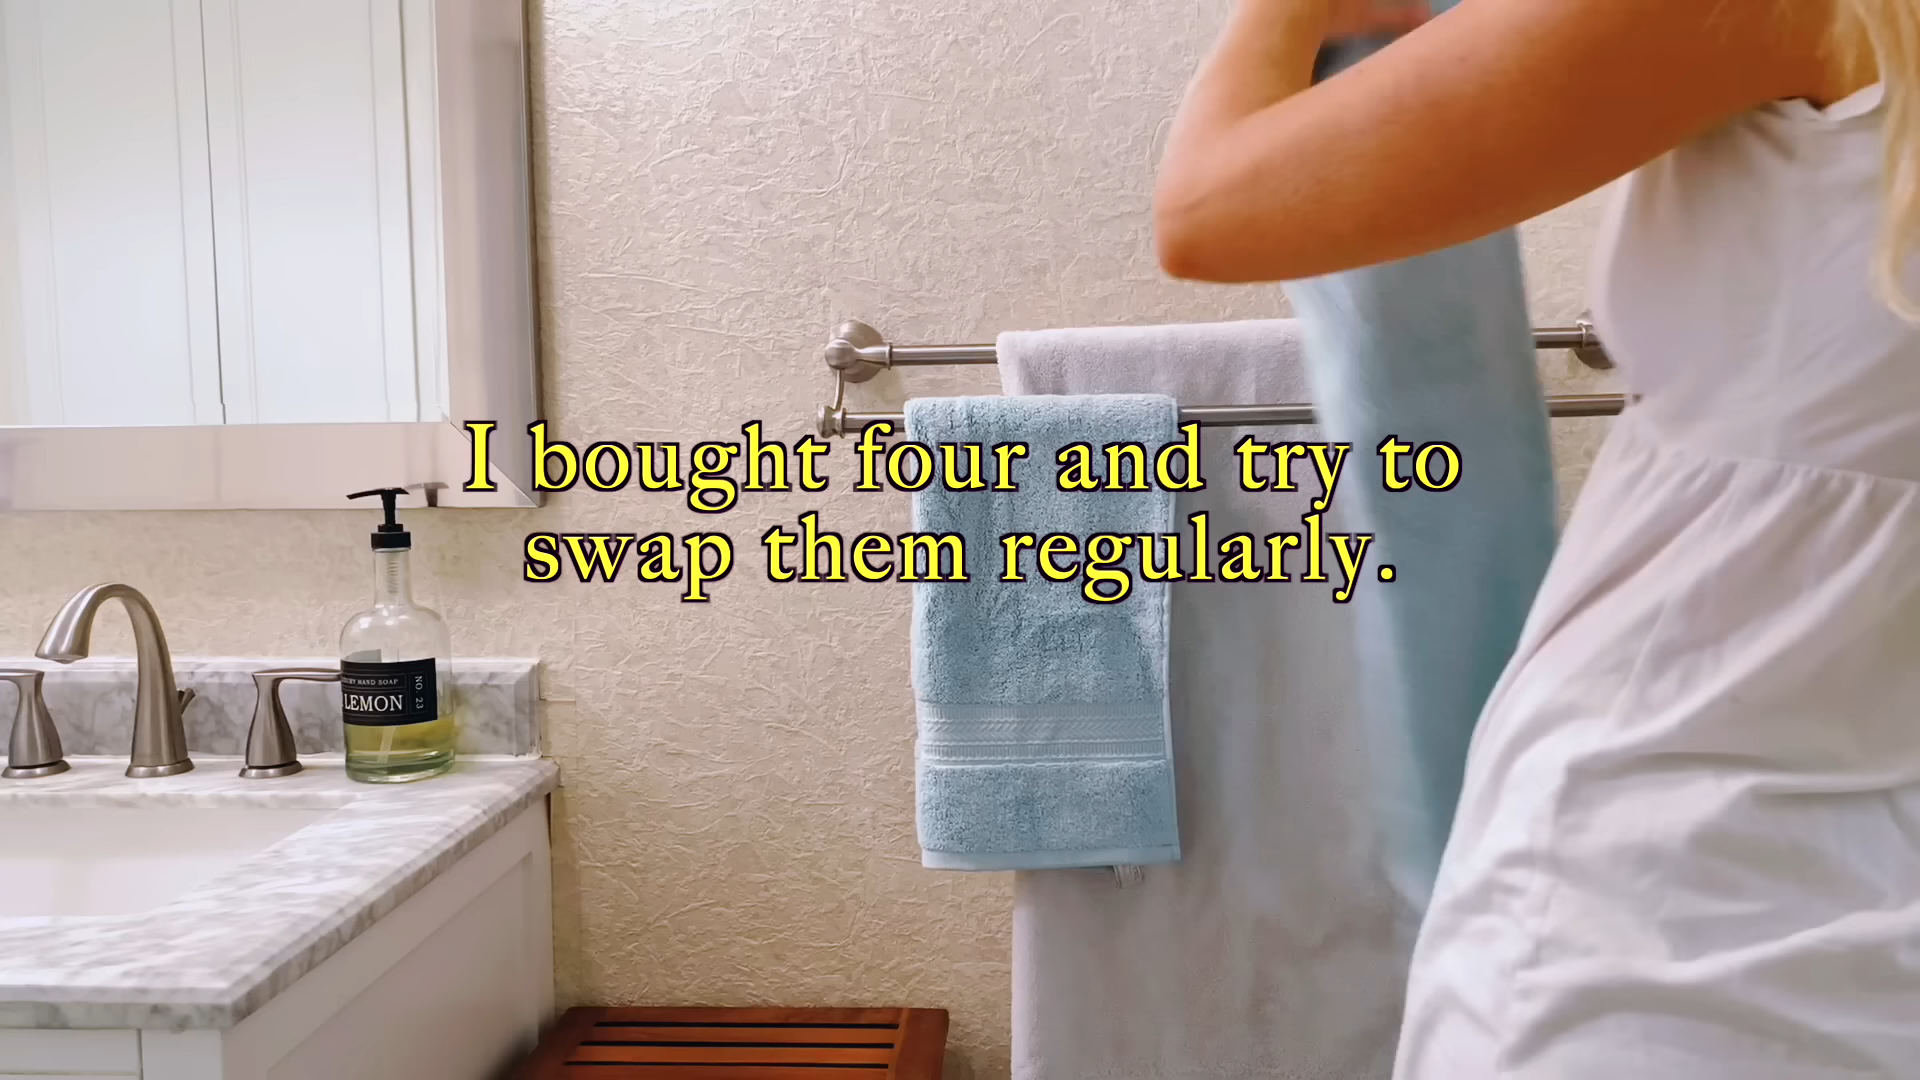 I bought four and try to
swap them regularly.
HAND SOAP
LEMON
NO. 23